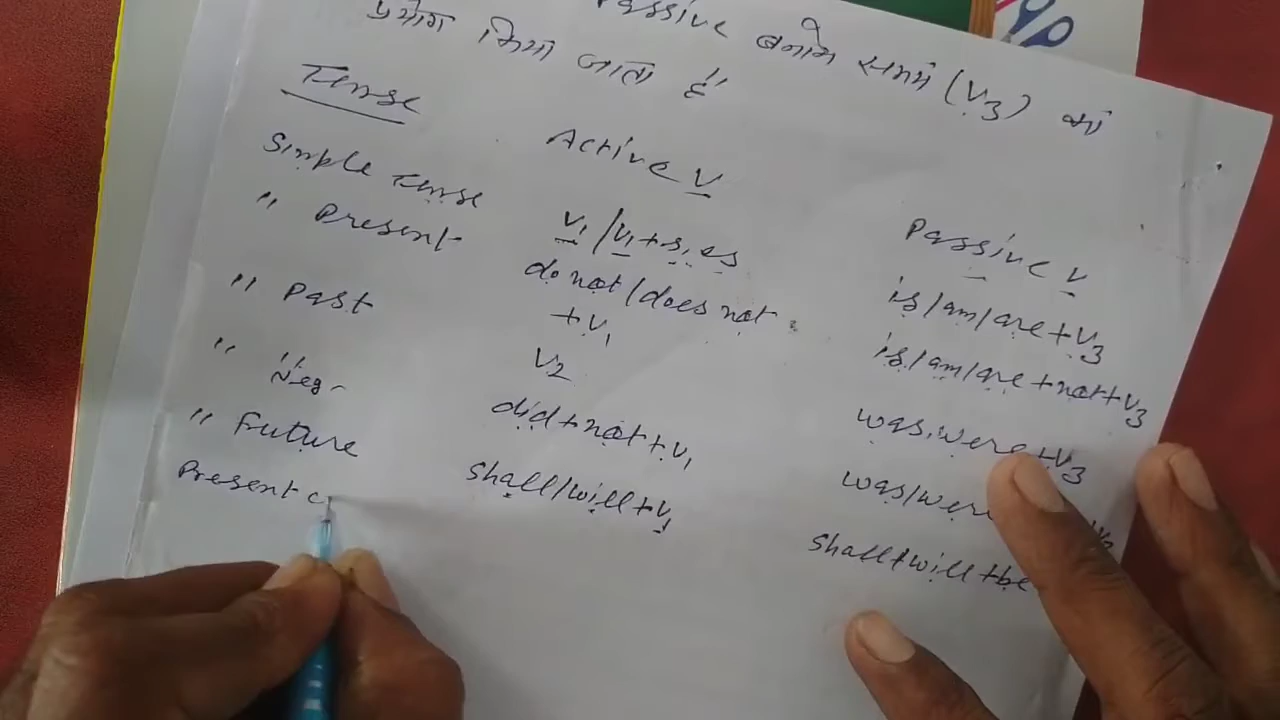 Passive बनाते समय (V3) का
प्रयोग किया जाता है"
Tense Active V Passive V
Simple Tense
" Present V1/V1+s, es is/am/are+V3
do not/does not is/am/are+not+V3
+V1
" Past V2 was, were+V3
" " Neg- did+not+V1 was/were
" Future shall/will+V1 shall+will+be
Present c